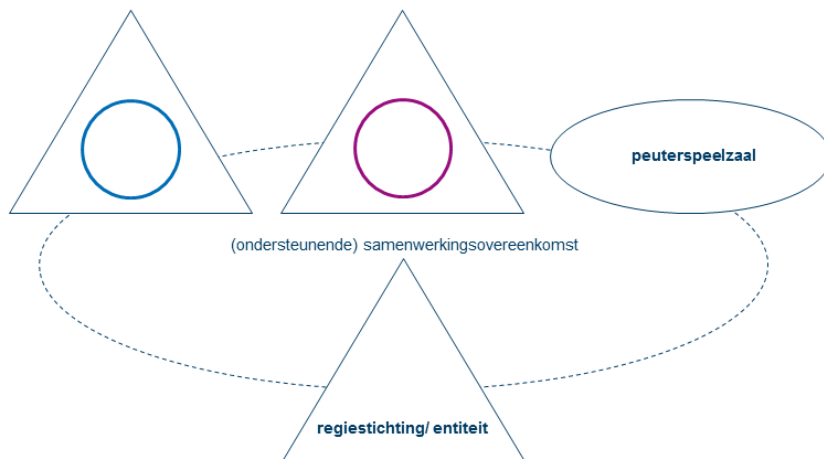 peuterspeelzaal
(ondersteunende) samenwerkingsovereenkomst
regiestichting/ entiteit